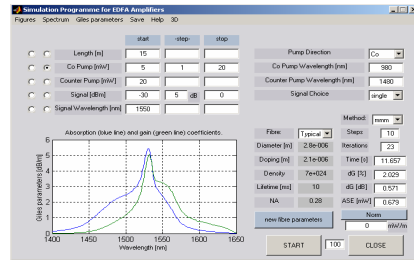 Simulation Programme for EDFA Amplifiers
Figures Spectrum Giles parameters Save Help 3D
start -step- stop
Length [m] 15
Co Pump [mW] 5 1 20
Counter Pump [mW] 20
Signal [dBm] -30 5 dB 0
Signal Wavelength [nm] 1550
Pump Direction Co
Co Pump Wavelength [nm] 980
Counter Pump Wavelength [nm] 1480
Signal Choice single
Absorption (blue line) and gain (green line) coefficients.
Giles parameters [dB/m]
6
5
4
3
2
1
0
1400 1450 1500 1550 1600 1650
Wavelength [nm]
Fibre: Typical
Diameter [m] 2.8e-006
Doping [m] 2.1e-006
Density 7e+024
Lifetime [ms] 10
NA 0.28
new fibre parameters
Method: mmm
Steps 10
Iterations 23
Time [s] 11.657
dG [%] 2.029
dG [dB] 0.571
ASE [mW] 0.679
Norm
0 mW/m
START 100 CLOSE